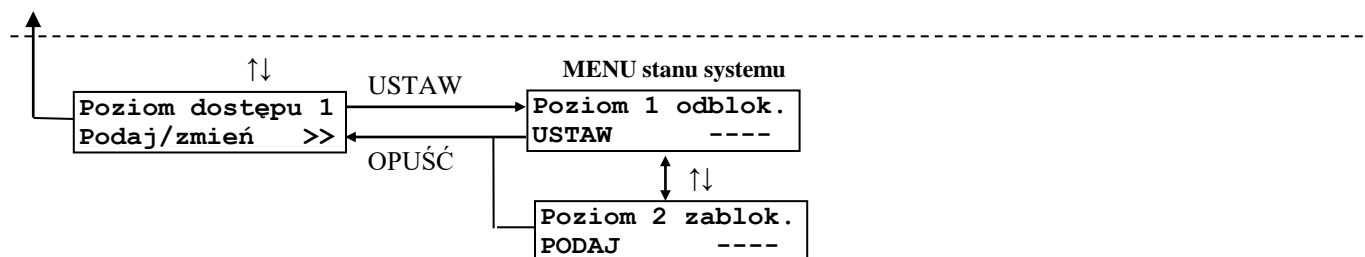 ↑↓
USTAW
MENU stanu systemu
Poziom dostępu 1
Podaj/zmień >>
Poziom 1 odblok.
USTAW ----
OPUŚĆ
↑↓
Poziom 2 zablok.
PODAJ ----